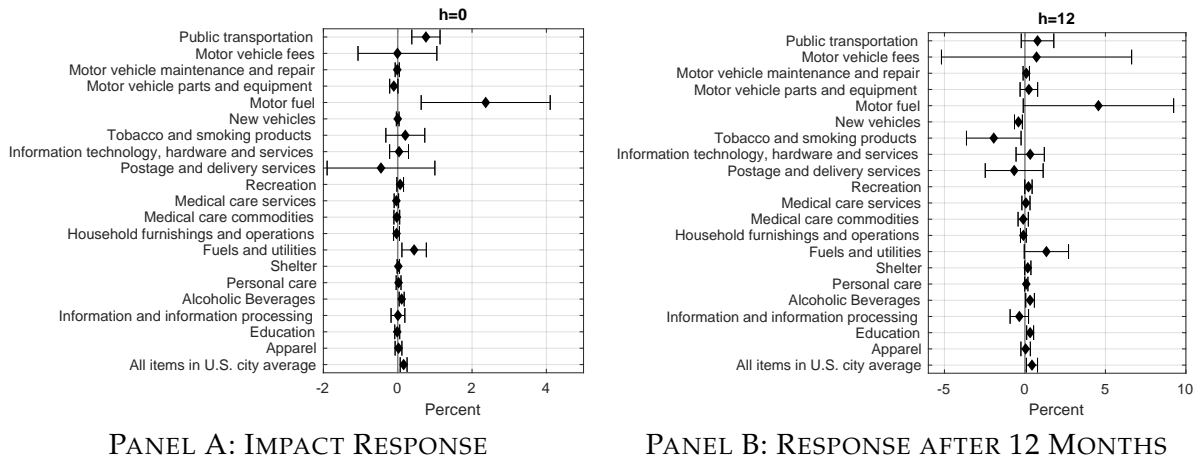 h=0
Public transportation
Motor vehicle fees
Motor vehicle maintenance and repair
Motor vehicle parts and equipment
Motor fuel
New vehicles
Tobacco and smoking products
Information technology, hardware and services
Postage and delivery services
Recreation
Medical care services
Medical care commodities
Household furnishings and operations
Fuels and utilities
Shelter
Personal care
Alcoholic Beverages
Information and information processing
Education
Apparel
All items in U.S. city average
-2 0 2 4
Percent
PANEL A: IMPACT RESPONSE
h=12
Public transportation
Motor vehicle fees
Motor vehicle maintenance and repair
Motor vehicle parts and equipment
Motor fuel
New vehicles
Tobacco and smoking products
Information technology, hardware and services
Postage and delivery services
Recreation
Medical care services
Medical care commodities
Household furnishings and operations
Fuels and utilities
Shelter
Personal care
Alcoholic Beverages
Information and information processing
Education
Apparel
All items in U.S. city average
-5 0 5 10
Percent
PANEL B: RESPONSE AFTER 12 MONTHS